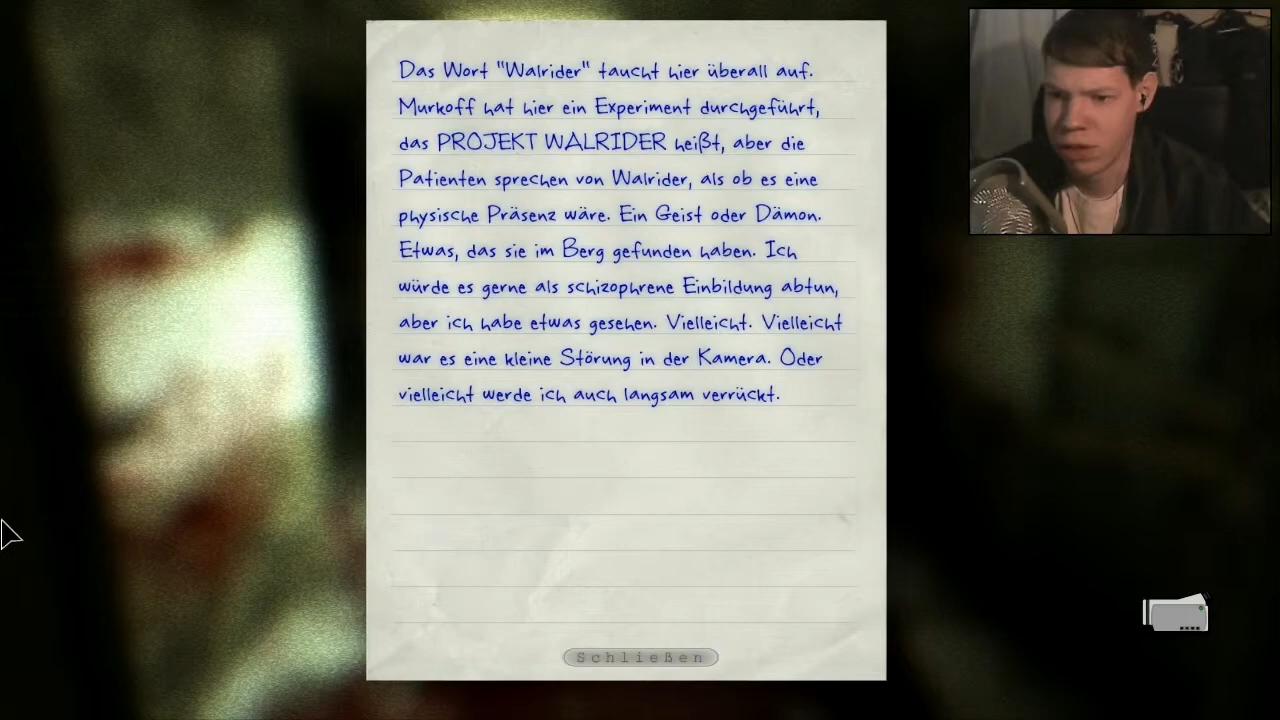 Das Wort "Walrider" taucht hier überall auf.
Murkoff hat hier ein Experiment durchgeführt,
das PROJEKT WALRIDER heißt, aber die
Patienten sprechen von Walrider, als ob es eine
physische Präsenz wäre. Ein Geist oder Dämon.
Etwas, das sie im Berg gefunden haben. Ich
würde es gerne als schizophrene Einbildung abtun,
aber ich habe etwas gesehen. Vielleicht. Vielleicht
war es eine kleine Störung in der Kamera. Oder
vielleicht werde ich auch langsam verrückt.
Schließen